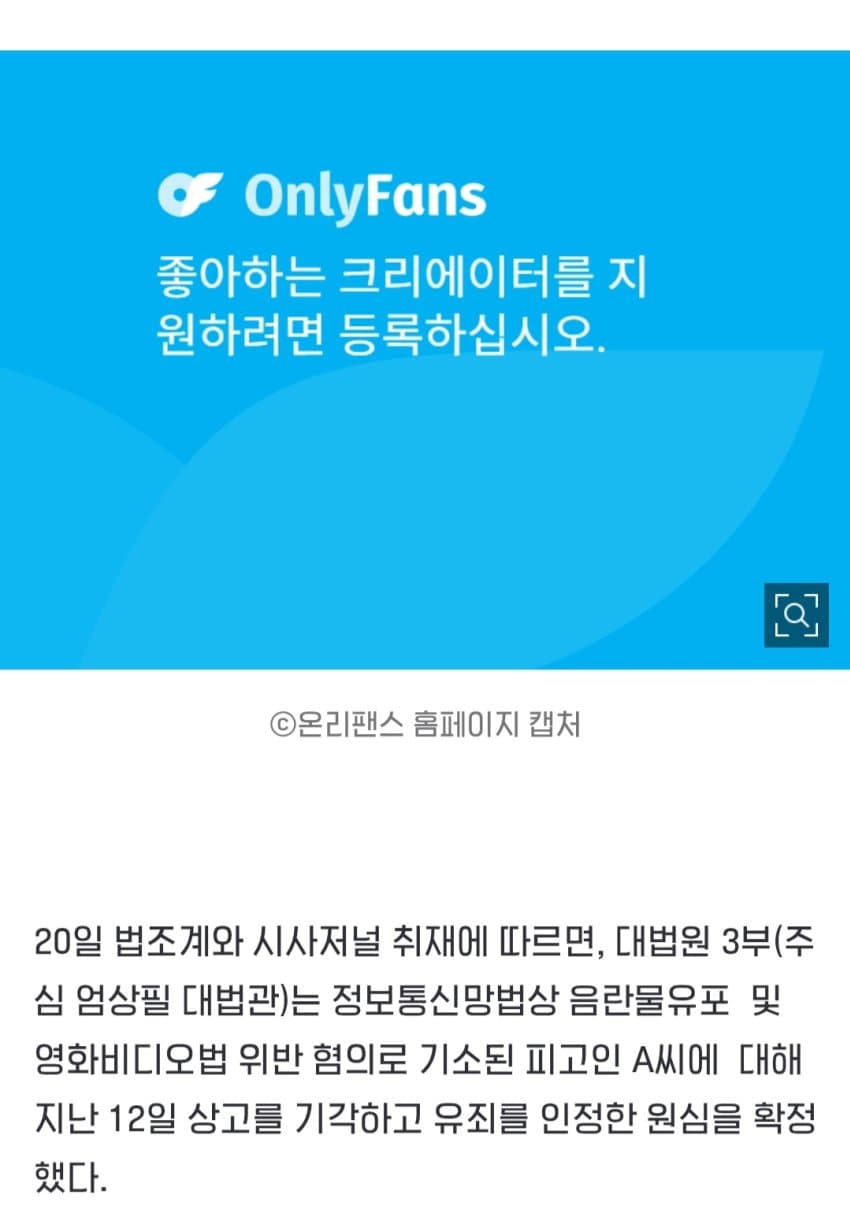 OnlyFans
좋아하는 크리에이터를 지
원하려면 등록하십시오.
ⓒ온리팬스 홈페이지 캡처
20일 법조계와 시사저널 취재에 따르면, 대법원 3부(주
심 엄상필 대법관)는 정보통신망법상 음란물유포 및
영화비디오법 위반 혐의로 기소된 피고인 A씨에 대해
지난 12일 상고를 기각하고 유죄를 인정한 원심을 확정
했다.